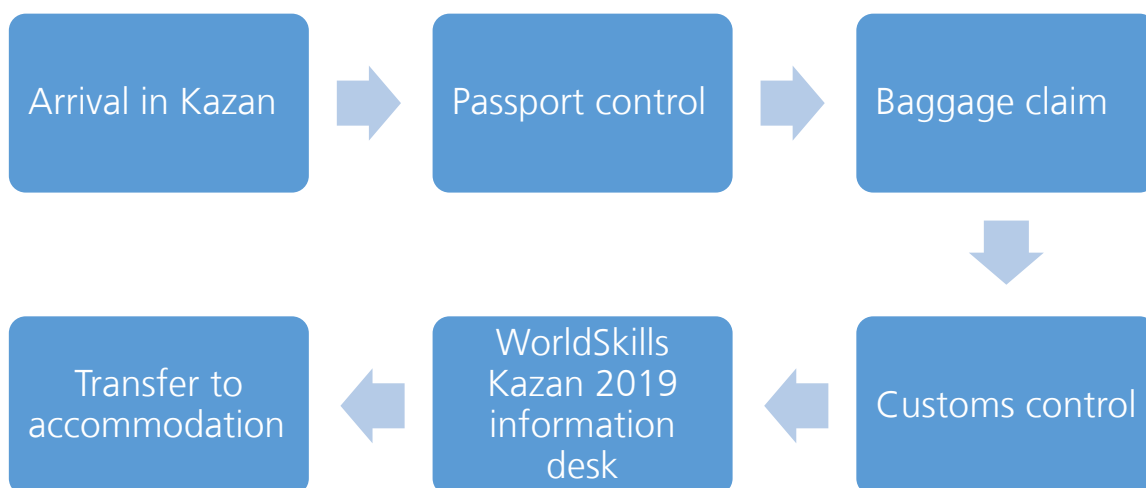 Arrival in Kazan
Passport control
Baggage claim
Customs control
WorldSkills
Kazan 2019
information
desk
Transfer to
accommodation